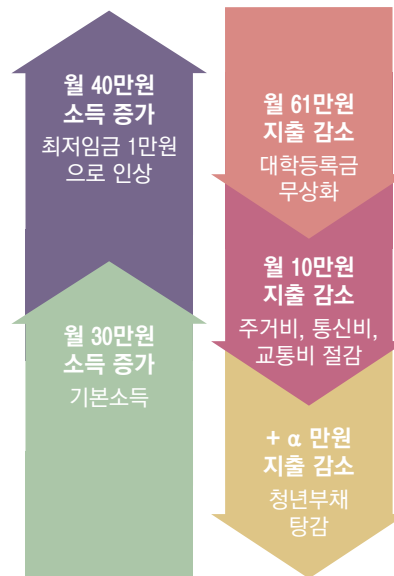 월 40만원
소득 증가
최저임금 1만원
으로 인상
월 30만원
소득 증가
기본소득
월 61만원
지출 감소
대학등록금
무상화
월 10만원
지출 감소
주거비, 통신비,
교통비 절감
+ α 만원
지출 감소
청년부채
탕감